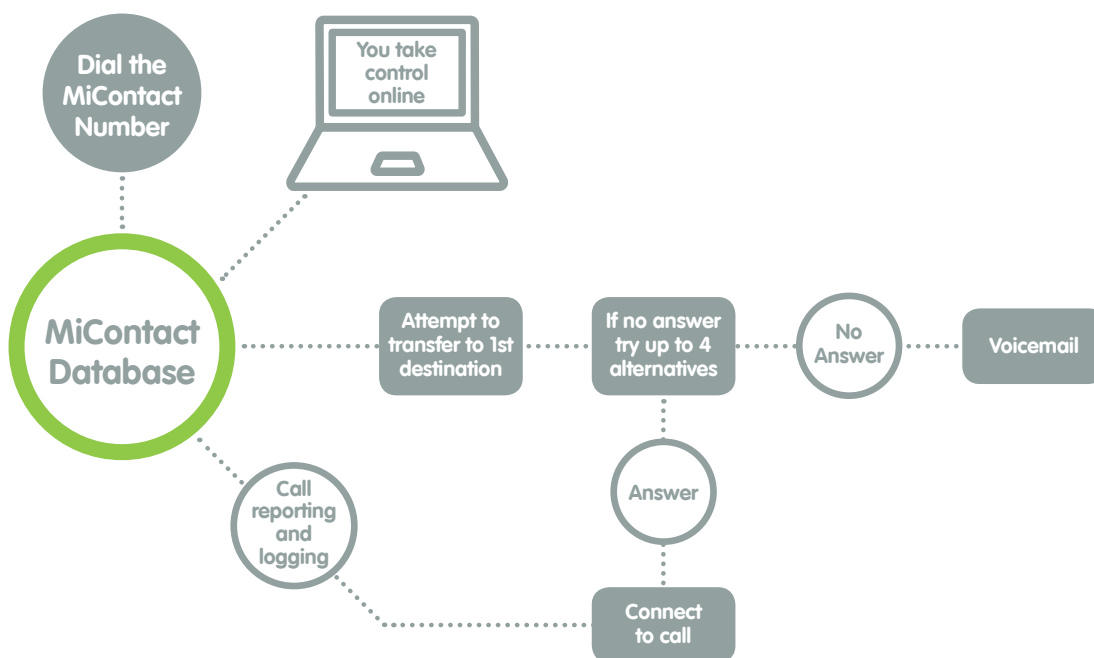 Dial the
MiContact
Number
You take
control
online
MiContact
Database
Attempt to
transfer to 1st
destination
If no answer
try up to 4
alternatives
No
Answer
Voicemail
Answer
Call
reporting
and
logging
Connect
to call